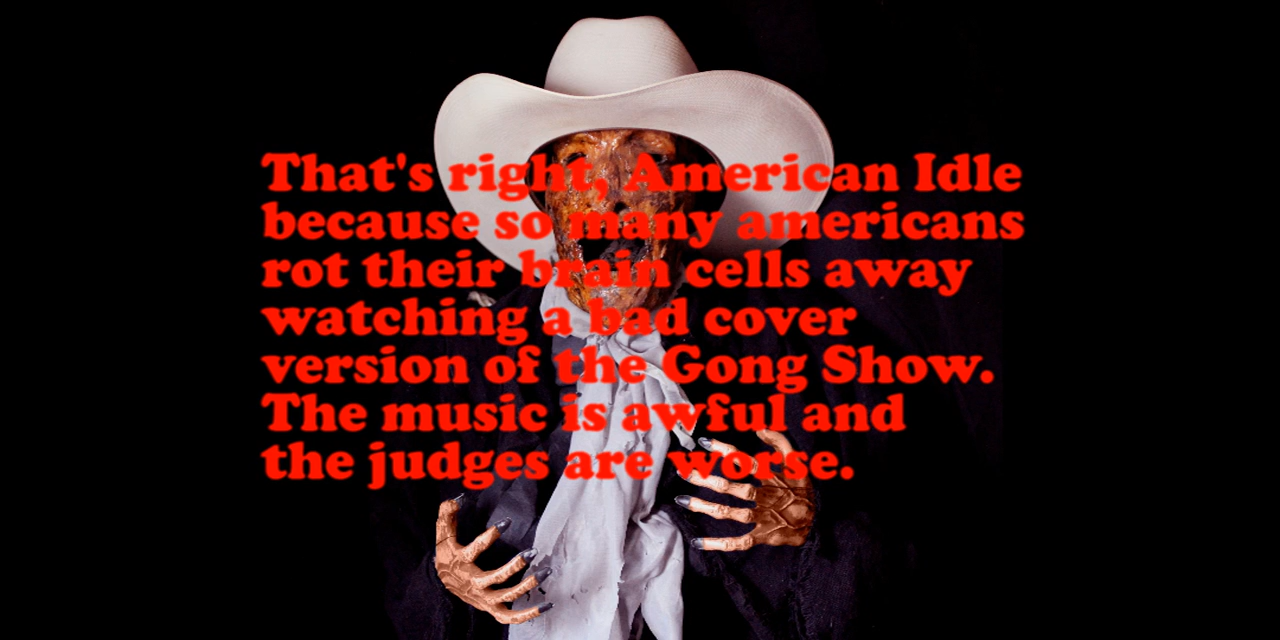 That's right, American Idle
because so many americans
rot their brain cells away
watching a bad cover
version of the Gong Show.
The music is awful and
the judges are worse.